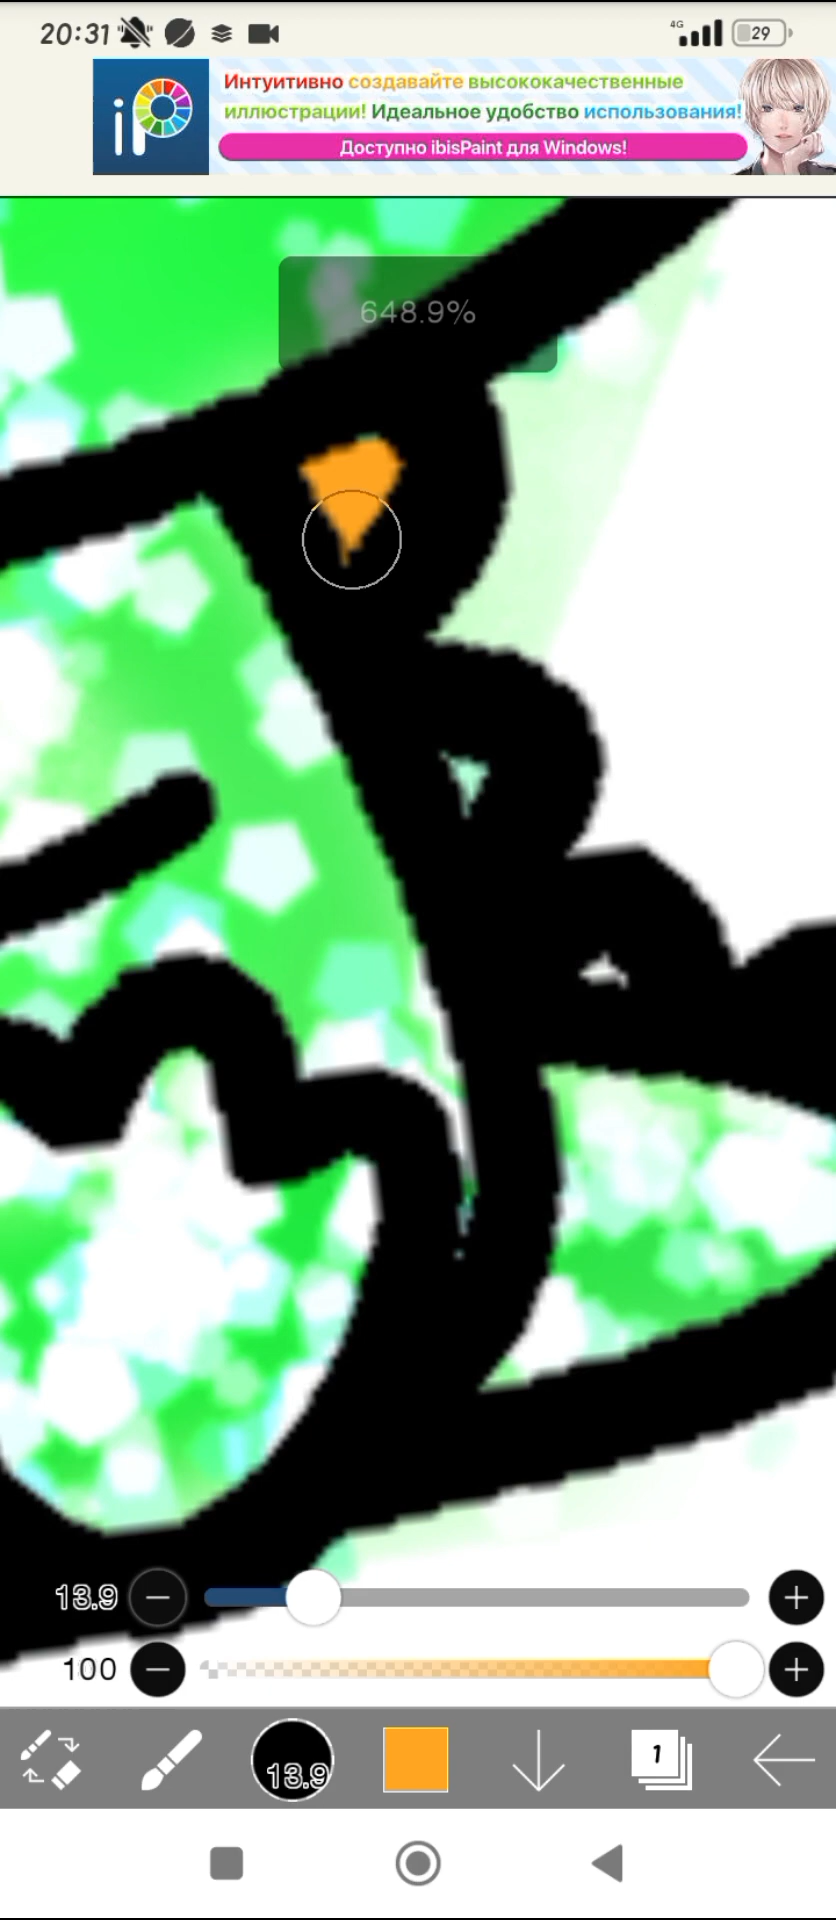 20:31
4G
29
iP
Интуитивно создавайте высококачественные
иллюстрации! Идеальное удобство использования!
Доступно ibisPaint для Windows!
648.9%
13.9
100
13.9
1